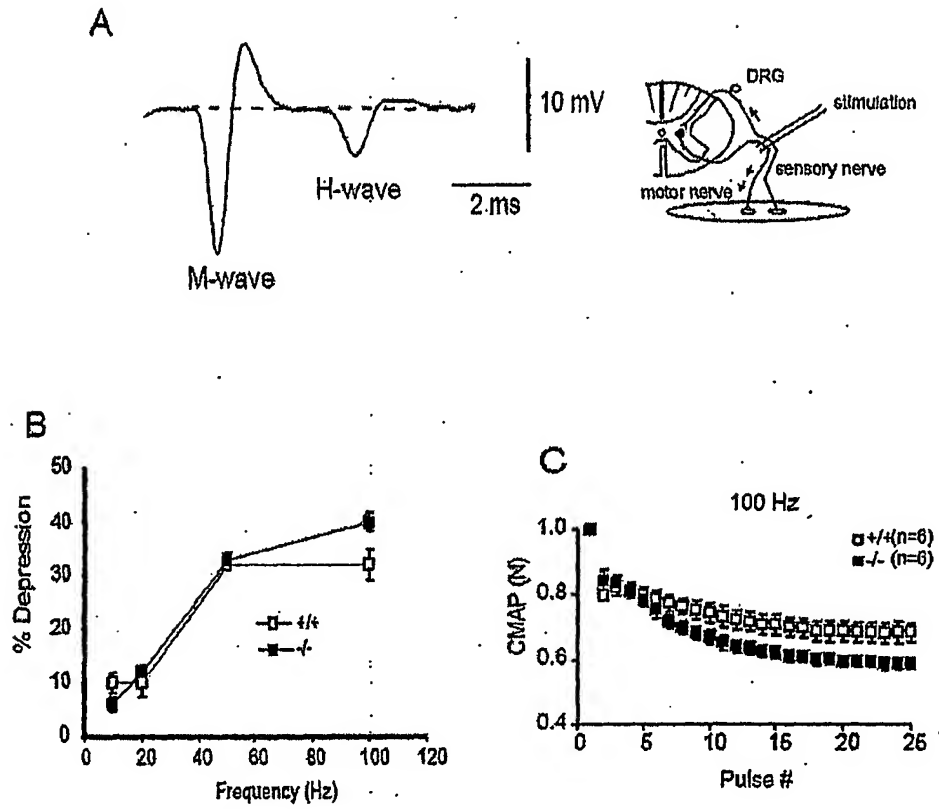 A
10 mV
H-wave
2 ms
M-wave
DRG
stimulation
sensory nerve
motor nerve
B
% Depression
50
40
30
20
10
0
+/+
-/-
0 20 40 60 80 100 120
Frequency (Hz)
C
100 Hz
+/+(n=6)
-/- (n=6)
CMAP (N)
1.0
0.8
0.6
0.4
0 5 10 15 20 25
Pulse #